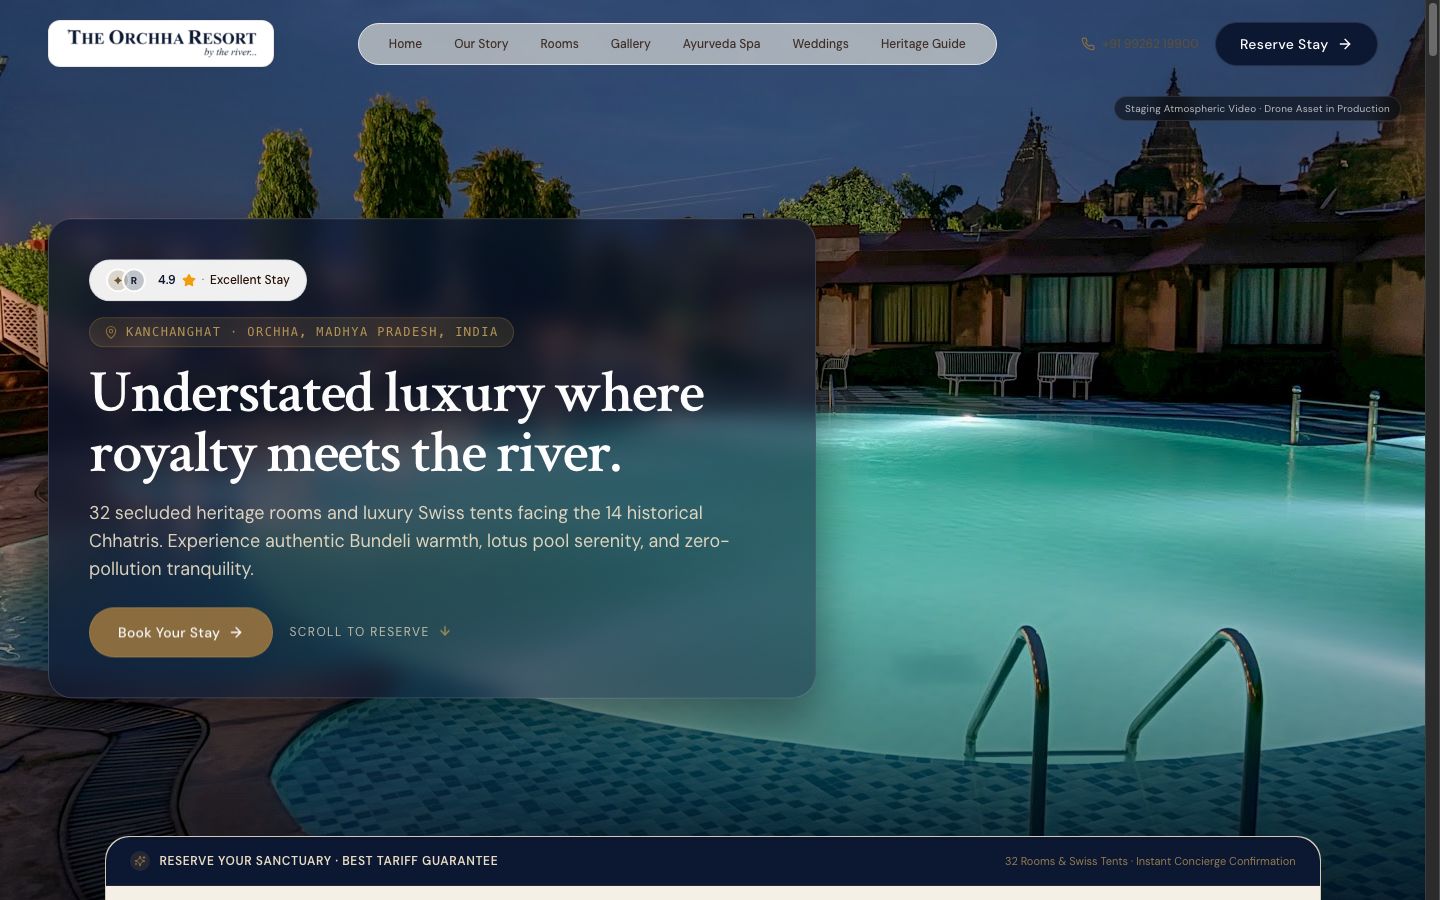 THE ORCHHA RESORT
by the river...
Home
Our Story
Rooms
Gallery
Ayurveda Spa
Weddings
Heritage Guide
+91 99262 19900
Reserve Stay
Staging Atmospheric Video · Drone Asset in Production
R
4.9 · Excellent Stay
KANCHANGHAT · ORCHHA, MADHYA PRADESH, INDIA
Understated luxury where
royalty meets the river.
32 secluded heritage rooms and luxury Swiss tents facing the 14 historical
Chhatris. Experience authentic Bundeli warmth, lotus pool serenity, and zero-
pollution tranquility.
Book Your Stay
SCROLL TO RESERVE
RESERVE YOUR SANCTUARY · BEST TARIFF GUARANTEE
32 Rooms & Swiss Tents · Instant Concierge Confirmation